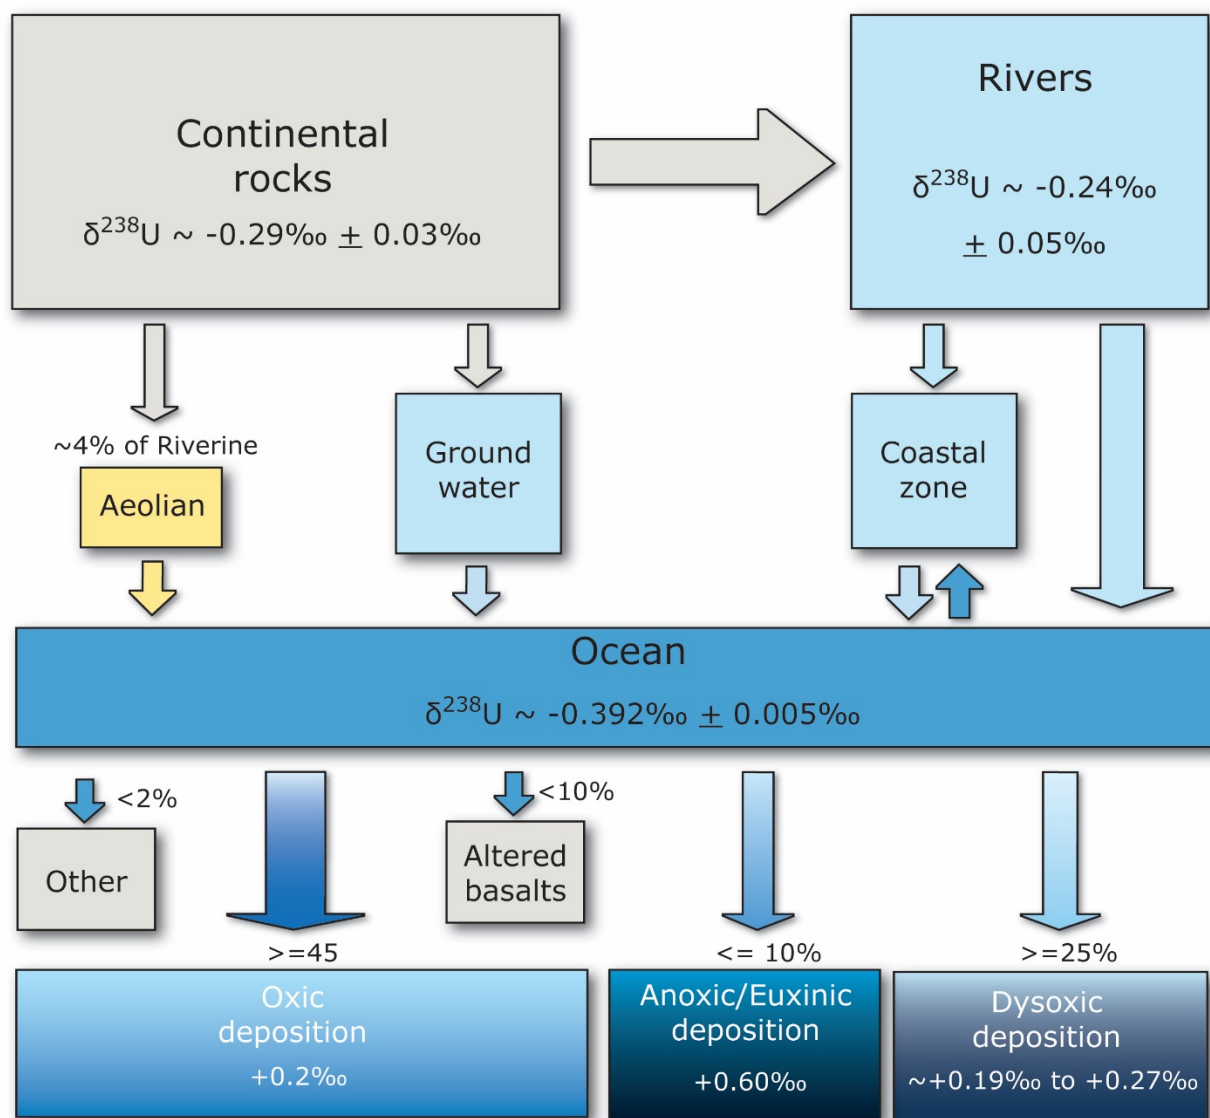 Continental
rocks
δ²³⁸U ~ -0.29‰ ± 0.03‰
Rivers
δ²³⁸U ~ -0.24‰
± 0.05‰
~4% of Riverine
Aeolian
Ground
water
Coastal
zone
Ocean
δ²³⁸U ~ -0.392‰ ± 0.005‰
<2%
Other
<10%
Altered
basalts
>=45
Oxic
deposition
+0.2‰
<= 10%
Anoxic/Euxinic
deposition
+0.60‰
>=25%
Dysoxic
deposition
~+0.19‰ to +0.27‰